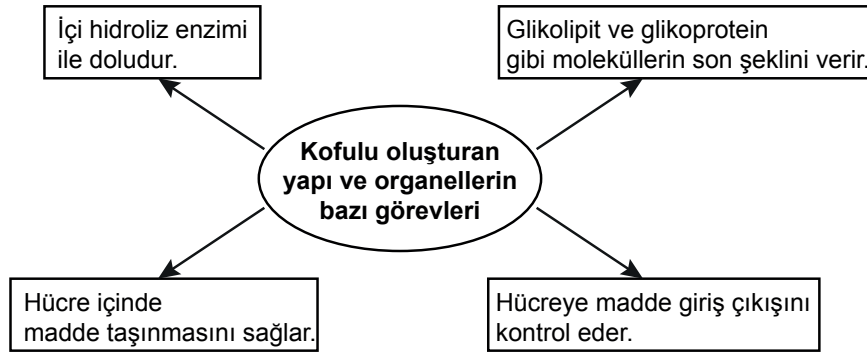 İçi hidroliz enzimi
ile doludur.
Glikolipit ve glikoprotein
gibi moleküllerin son şeklini verir.
Kofulu oluşturan
yapı ve organellerin
bazı görevleri
Hücre içinde
madde taşınmasını sağlar.
Hücreye madde giriş çıkışını
kontrol eder.